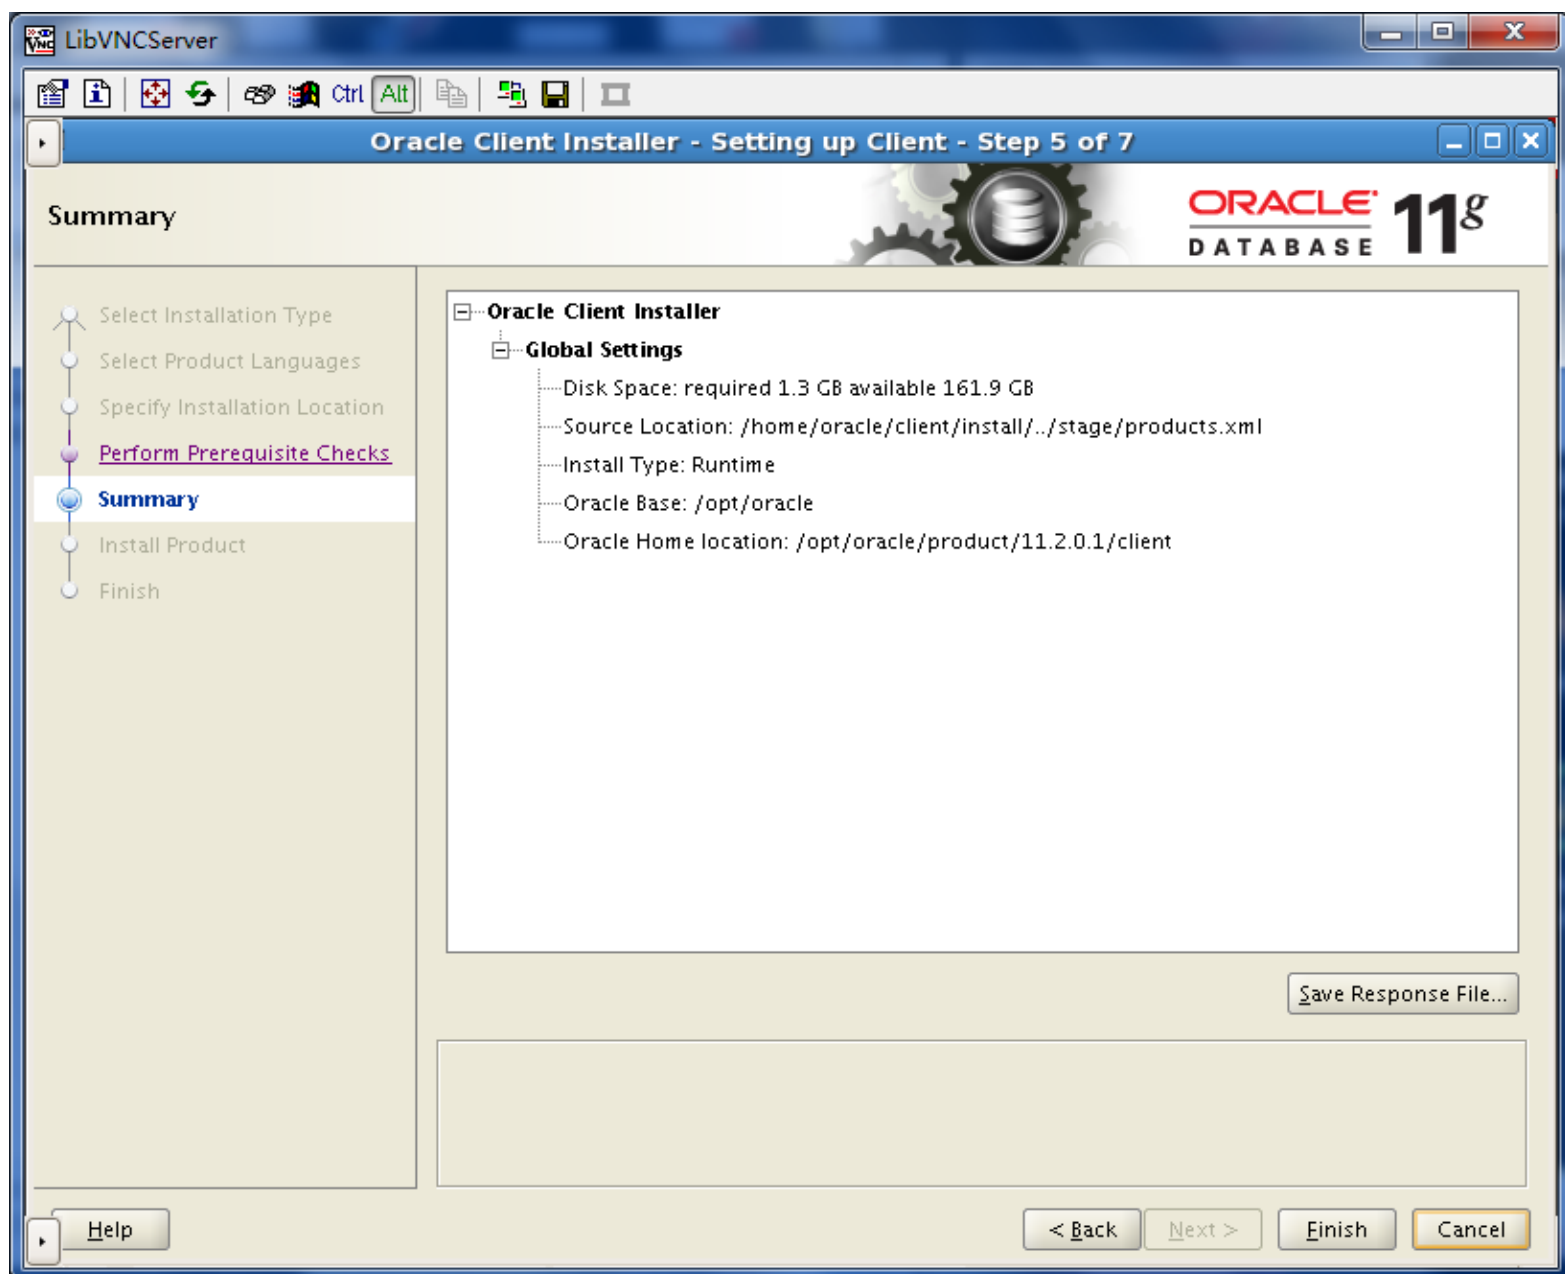 LibVNCServer
Ctrl Alt
Oracle Client Installer - Setting up Client - Step 5 of 7
Summary
ORACLE DATABASE 11g
Select Installation Type
Select Product Languages
Specify Installation Location
Perform Prerequisite Checks
Summary
Install Product
Finish
Oracle Client Installer
Global Settings
Disk Space: required 1.3 GB available 161.9 GB
Source Location: /home/oracle/client/install/../stage/products.xml
Install Type: Runtime
Oracle Base: /opt/oracle
Oracle Home location: /opt/oracle/product/11.2.0.1/client
Save Response File...
Help
< Back
Next >
Finish
Cancel